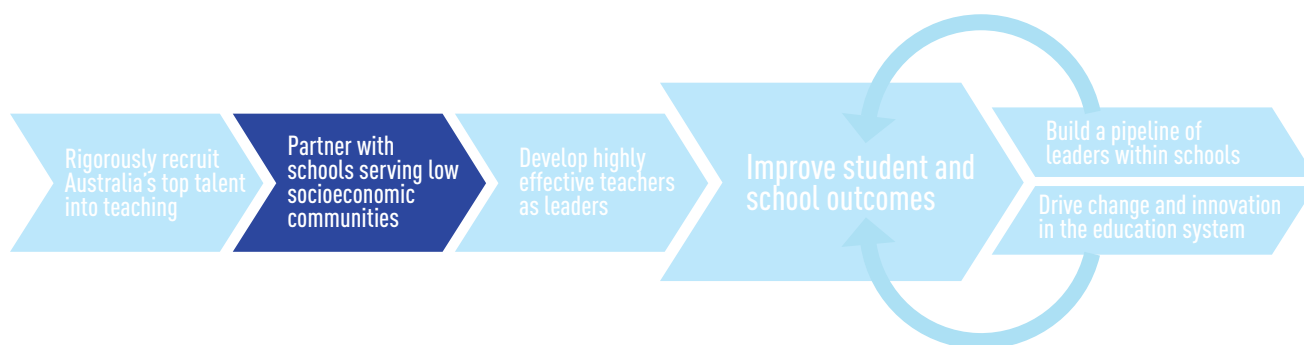 Rigorously recruit
Australia's top talent
into teaching
Partner with
schools serving low
socioeconomic
communities
Develop highly
effective teachers
as leaders
Improve student and
school outcomes
Build a pipeline of
leaders within schools
Drive change and innovation
in the education system